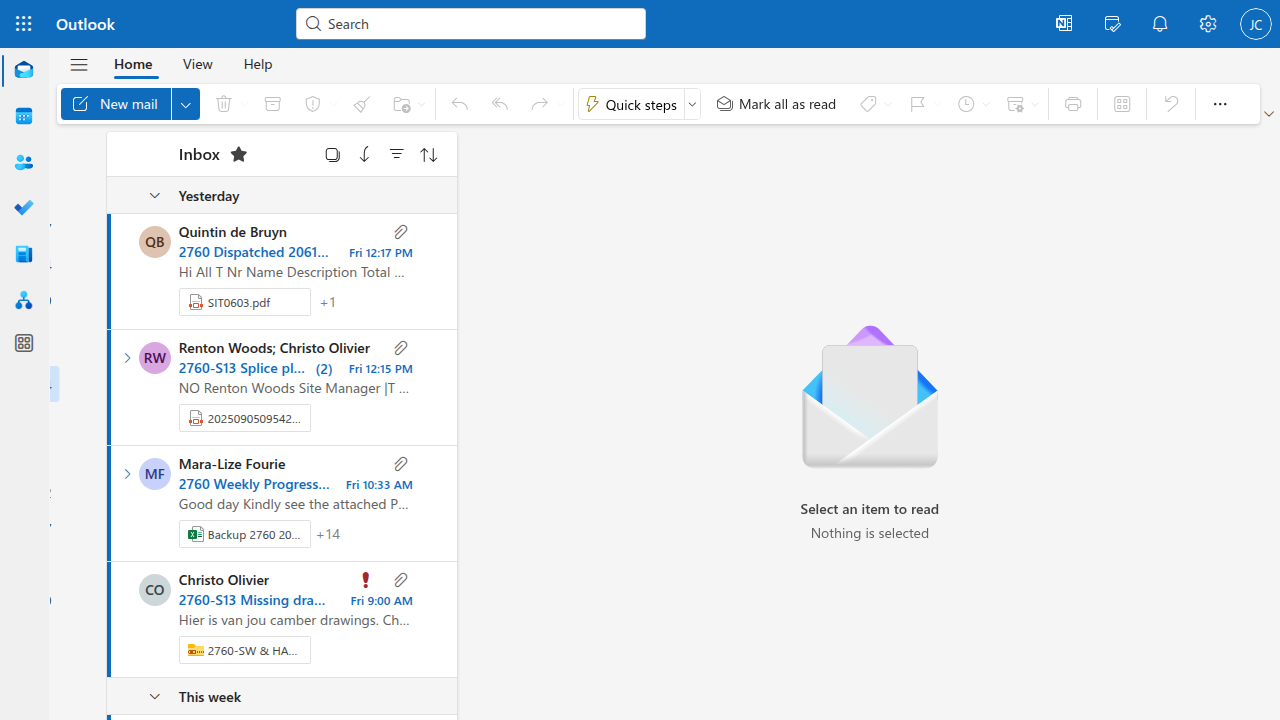 Outlook
Search
JC
Home
View
Help
New mail
Quick steps
Mark all as read
Inbox
Yesterday
QB
Quintin de Bruyn
2760 Dispatched 2061... Fri 12:17 PM
Hi All T Nr Name Description Total ...
SIT0603.pdf
+1
RW
Renton Woods; Christo Olivier
2760-S13 Splice pl... (2) Fri 12:15 PM
NO Renton Woods Site Manager |T ...
2025090509542...
MF
Mara-Lize Fourie
2760 Weekly Progress... Fri 10:33 AM
Good day Kindly see the attached P...
Backup 2760 20...
+14
CO
Christo Olivier
2760-S13 Missing dra... Fri 9:00 AM
Hier is van jou camber drawings. Ch...
2760-SW & HA...
This week
Select an item to read
Nothing is selected